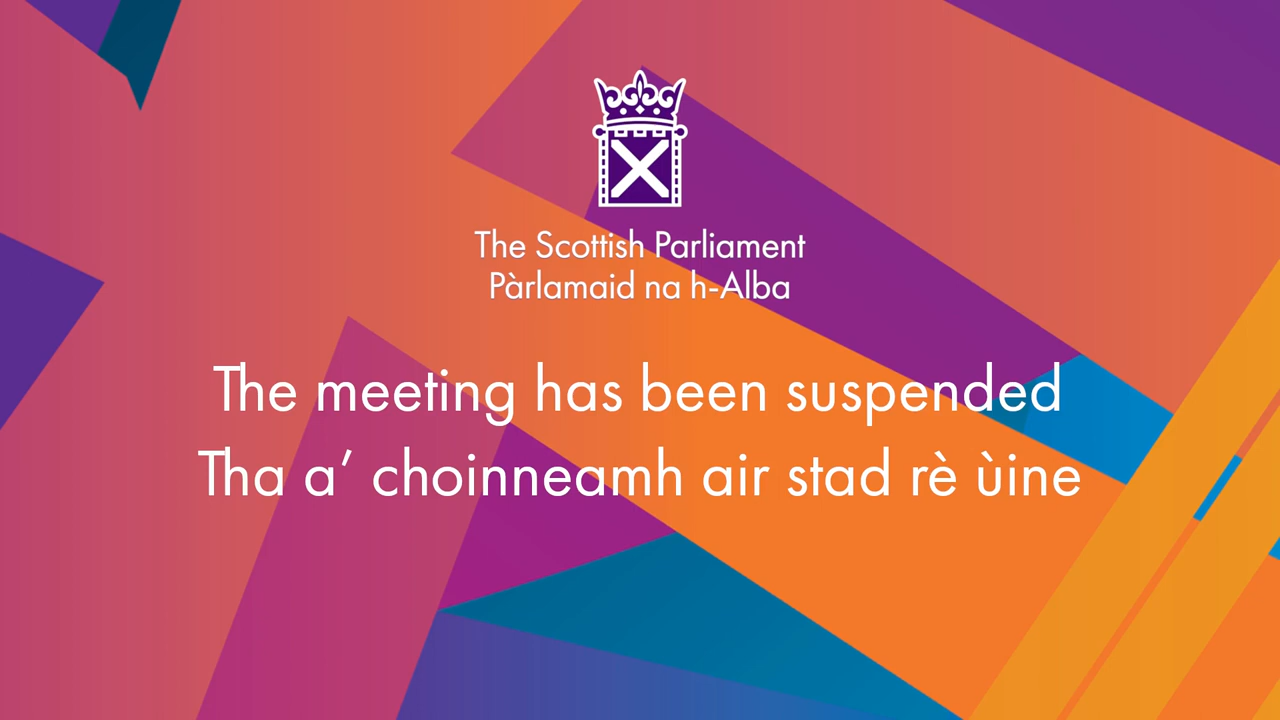 The Scottish Parliament
Pàrlamaid na h-Alba
The meeting has been suspended
Tha a’ choinneamh air stad rè ùine